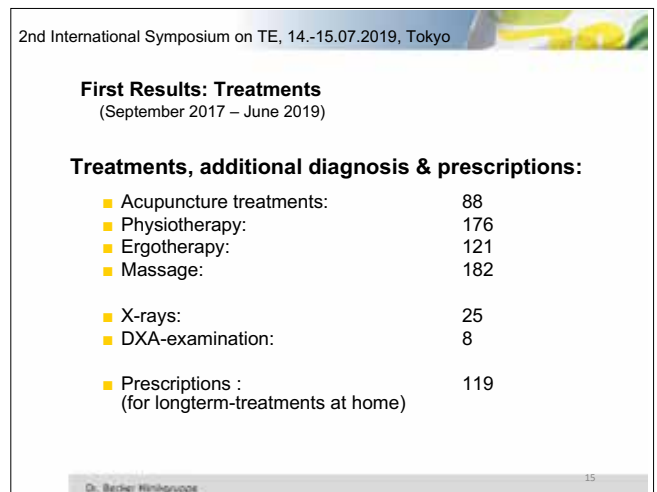 2nd International Symposium on TE, 14.-15.07.2019, Tokyo
First Results: Treatments
(September 2017 – June 2019)
Treatments, additional diagnosis & prescriptions:
Acupuncture treatments: 88
Physiotherapy: 176
Ergotherapy: 121
Massage: 182
X-rays: 25
DXA-examination: 8
Prescriptions : 119
(for longterm-treatments at home)
15
Dr. Becker Klinikgruppe